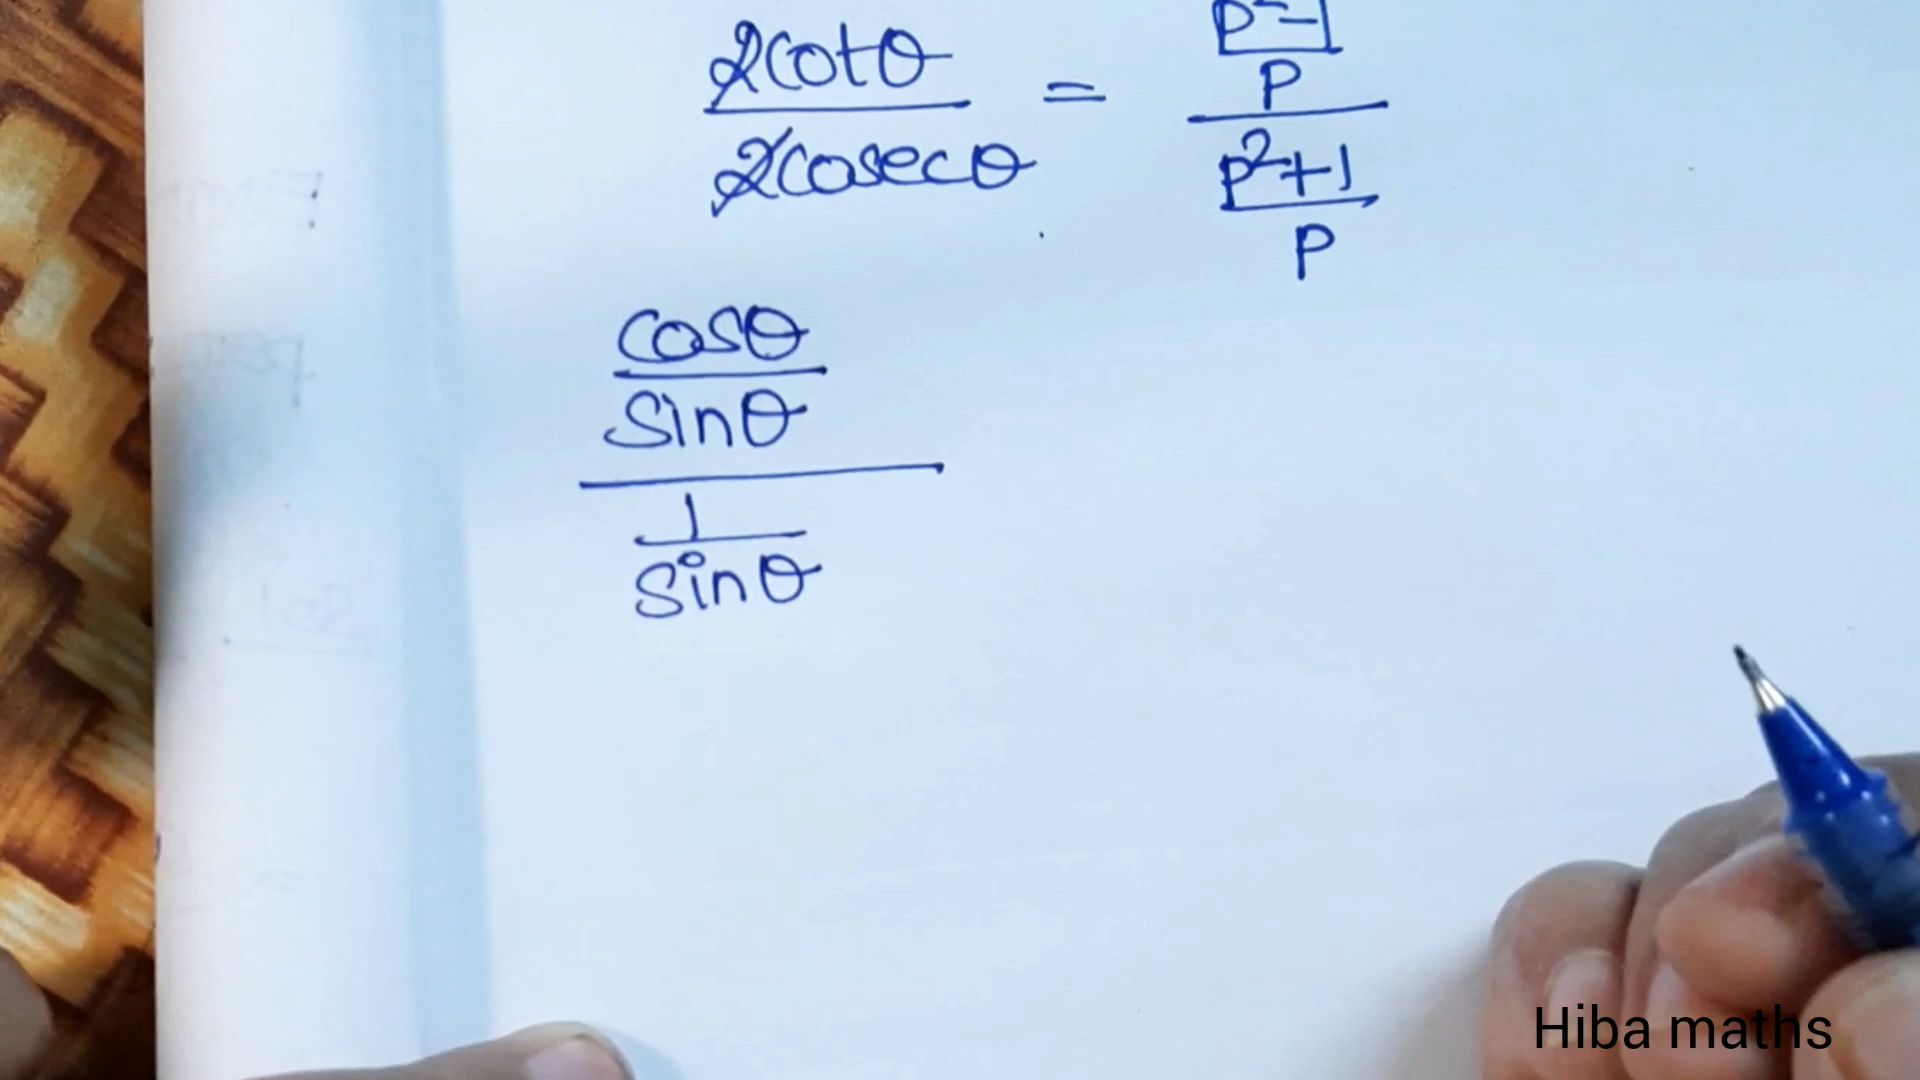 2cotθ / 2cosecθ = (p²-1 / p) / (p²+1 / p)
cosθ
sinθ
1
sinθ
Hiba maths